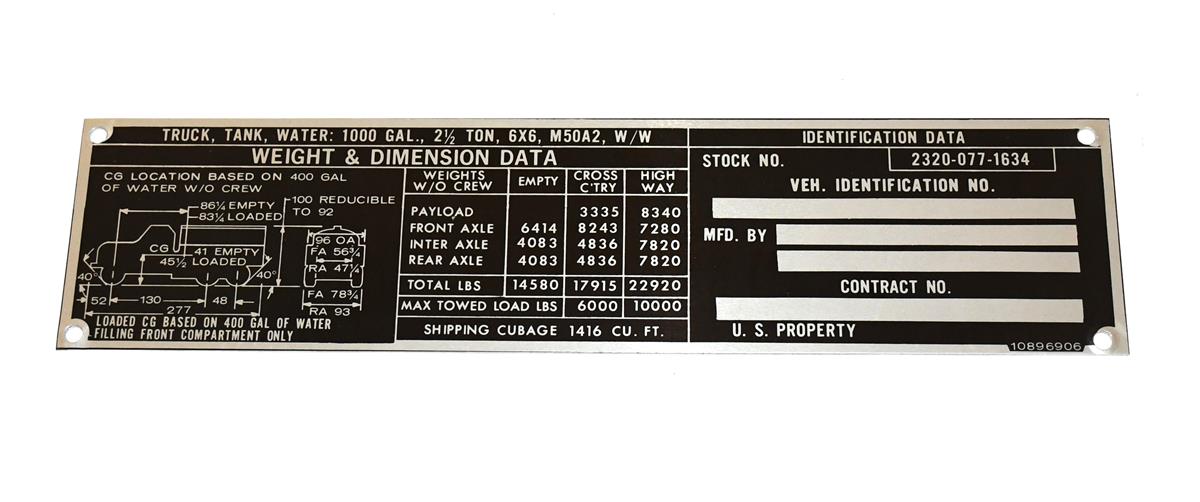 TRUCK, TANK, WATER: 1000 GAL., 2½ TON, 6X6, M50A2, W/W
WEIGHT & DIMENSION DATA
CG LOCATION BASED ON 400 GAL
OF WATER W/O CREW
86¼ EMPTY
83¼ LOADED
100 REDUCIBLE
TO 92
CG
41 EMPTY
45½ LOADED
40°
40°
52
130
48
277
96 OA
FA 56¾
RA 47¼
FA 78¾
RA 93
LOADED CG BASED ON 400 GAL OF WATER
FILLING FRONT COMPARTMENT ONLY
WEIGHTS W/O CREW EMPTY CROSS C'TRY HIGH WAY
PAYLOAD 3335 8340
FRONT AXLE 6414 8243 7280
INTER AXLE 4083 4836 7820
REAR AXLE 4083 4836 7820
TOTAL LBS 14580 17915 22920
MAX TOWED LOAD LBS 6000 10000
SHIPPING CUBAGE 1416 CU. FT.
IDENTIFICATION DATA
STOCK NO. 2320-077-1634
VEH. IDENTIFICATION NO.
MFD. BY
CONTRACT NO.
U. S. PROPERTY
10896906